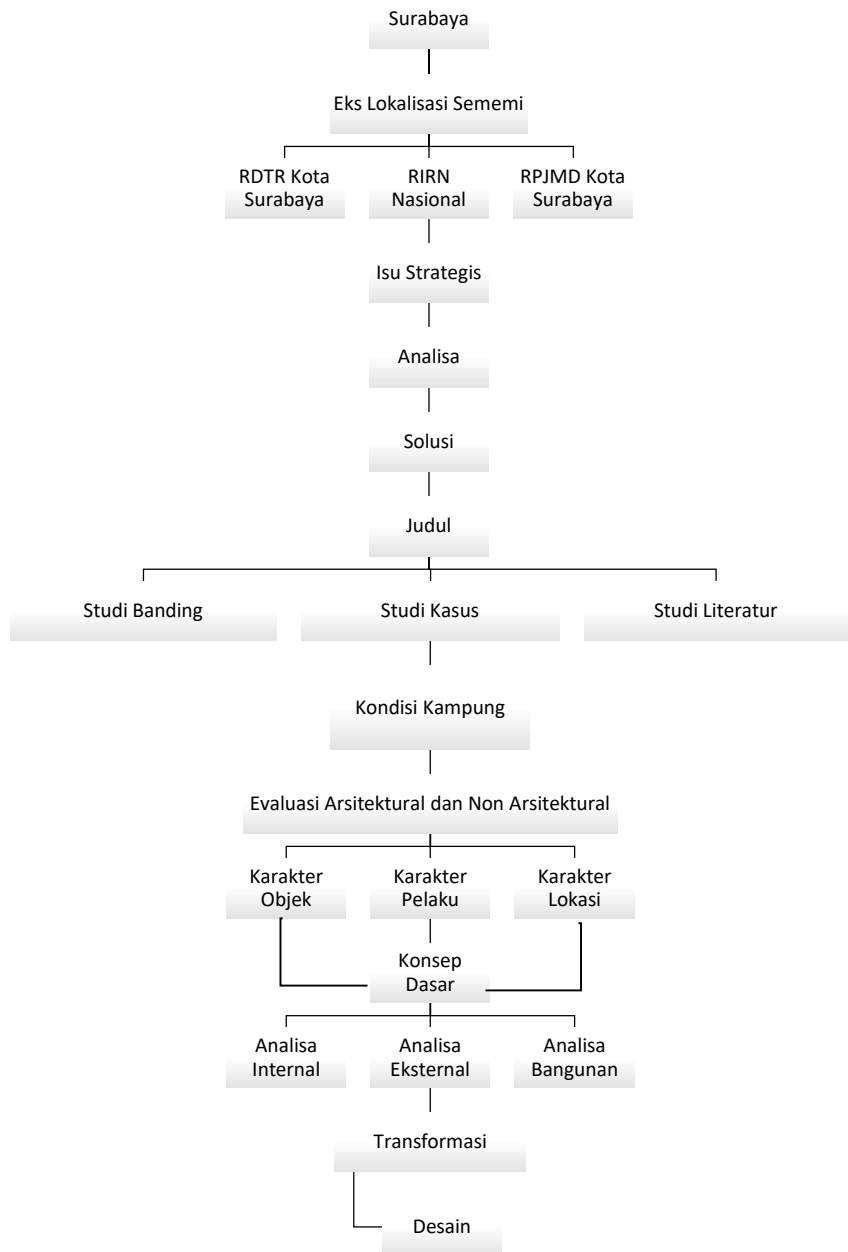 Surabaya
Eks Lokalisasi Sememi
RDTR Kota
Surabaya
RIRN
Nasional
RPJMD Kota
Surabaya
Isu Strategis
Analisa
Solusi
Judul
Studi Banding
Studi Kasus
Studi Literatur
Kondisi Kampung
Evaluasi Arsitektural dan Non Arsitektural
Karakter
Objek
Karakter
Pelaku
Karakter
Lokasi
Konsep
Dasar
Analisa
Internal
Analisa
Eksternal
Analisa
Bangunan
Transformasi
Desain